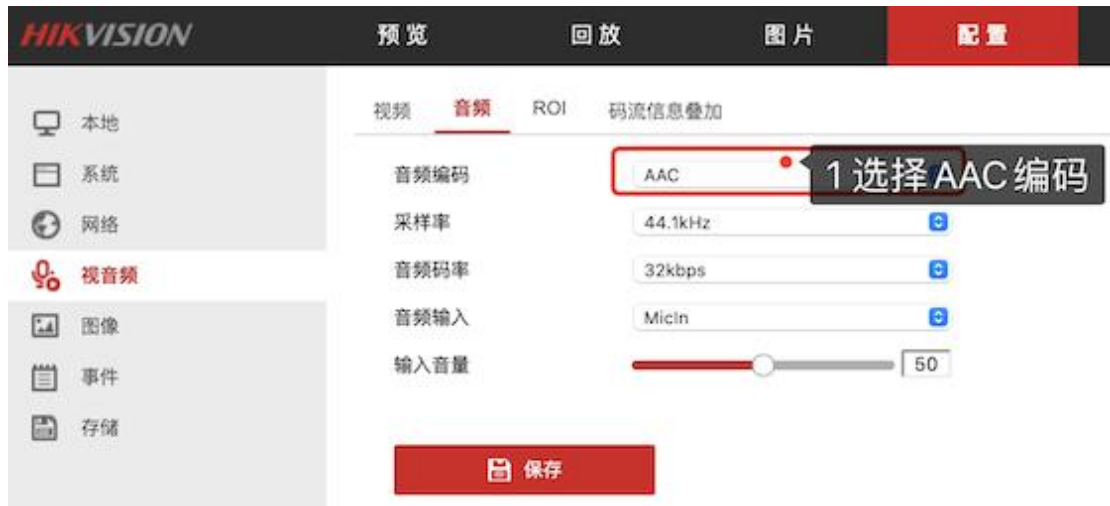 HIKVISION 预览 回放 图片 配置
本地
系统
网络
视音频
图像
事件
存储
视频 音频 ROI 码流信息叠加
音频编码 AAC
1 选择 AAC 编码
采样率 44.1kHz
音频码率 32kbps
音频输入 MicIn
输入音量 50
保存